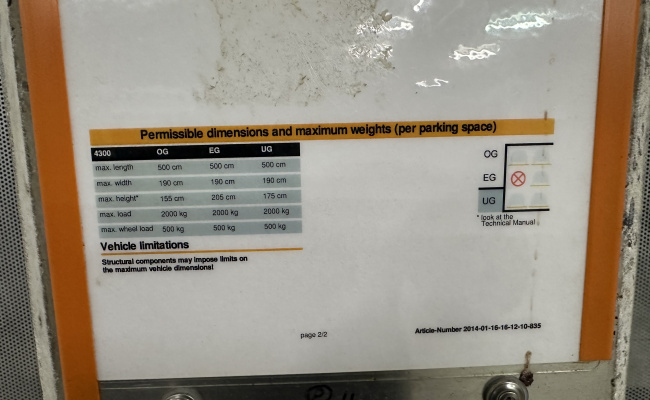 Permissible dimensions and maximum weights (per parking space)
4300 OG EG UG
max. length 500 cm 500 cm 500 cm
max. width 190 cm 190 cm 190 cm
max. height* 155 cm 205 cm 175 cm
max. load 2000 kg 2000 kg 2000 kg
max. wheel load 500 kg 500 kg 500 kg
OG
EG
UG
* look at the
Technical Manual
Vehicle limitations
Structural components may impose limits on
the maximum vehicle dimensions!
page 2/2
Article-Number 2014-01-16-16-12-10-835